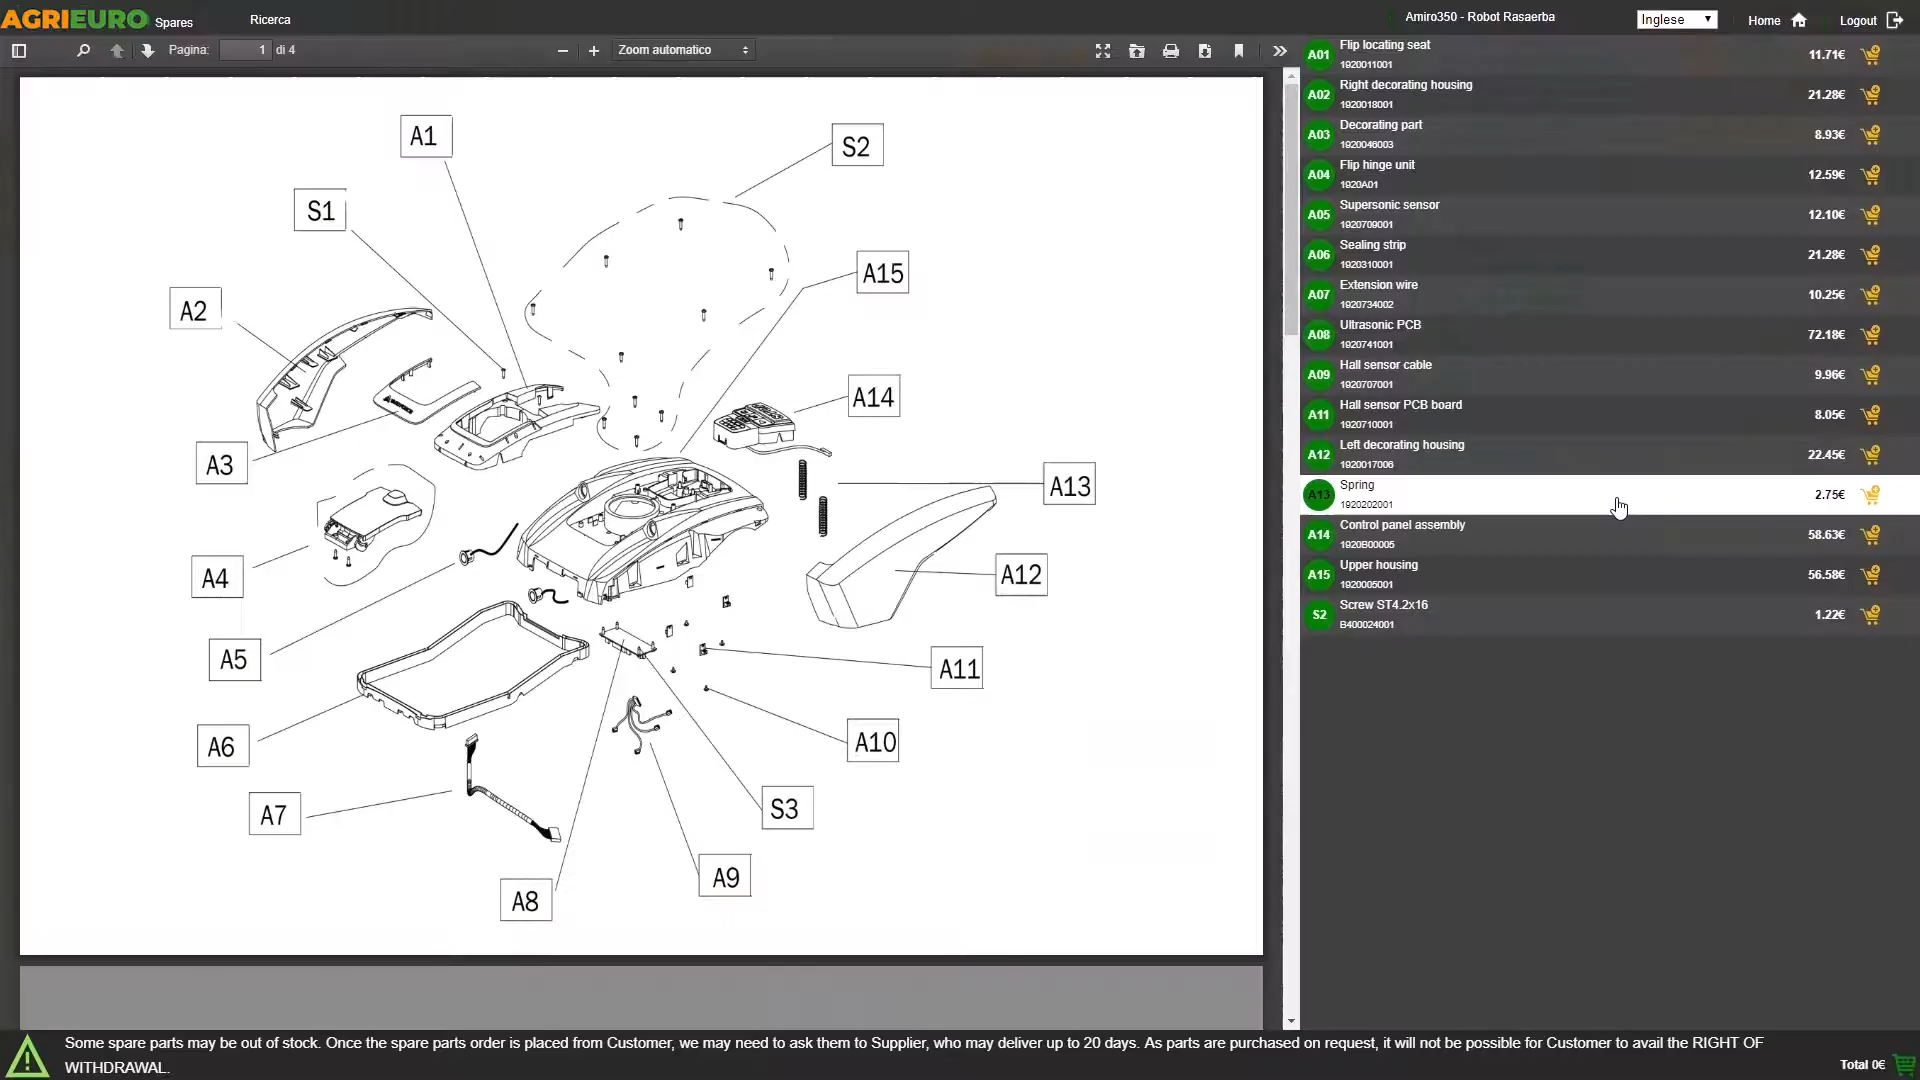 AGRIEURO Spares
Ricerca
Amiro350 - Robot Rasaerba
Inglese
Home
Logout
Pagina: 1 di 4
Zoom automatico
A1
S2
S1
A15
A2
A14
A3
A13
A4
A12
A5
A11
A6
A10
A7
S3
A9
A8
A01 Flip locating seat 11.71€
1920011001
A02 Right decorating housing 21.28€
1920018001
A03 Decorating part 8.93€
1920046003
A04 Flip hinge unit 12.59€
1920A01
A05 Supersonic sensor 12.10€
1920709001
A06 Sealing strip 21.28€
1920310001
A07 Extension wire 10.25€
1920734002
A08 Ultrasonic PCB 72.18€
1920741001
A09 Hall sensor cable 9.96€
1920707001
A11 Hall sensor PCB board 8.05€
1920710001
A12 Left decorating housing 22.45€
1920017006
A13 Spring 2.75€
1920202001
A14 Control panel assembly 58.63€
1920B00005
A15 Upper housing 56.58€
1920005001
S2 Screw ST4.2x16 1.22€
B400024001
Some spare parts may be out of stock. Once the spare parts order is placed from Customer, we may need to ask them to Supplier, who may deliver up to 20 days. As parts are purchased on request, it will not be possible for Customer to avail the RIGHT OF
WITHDRAWAL.
Total 0€